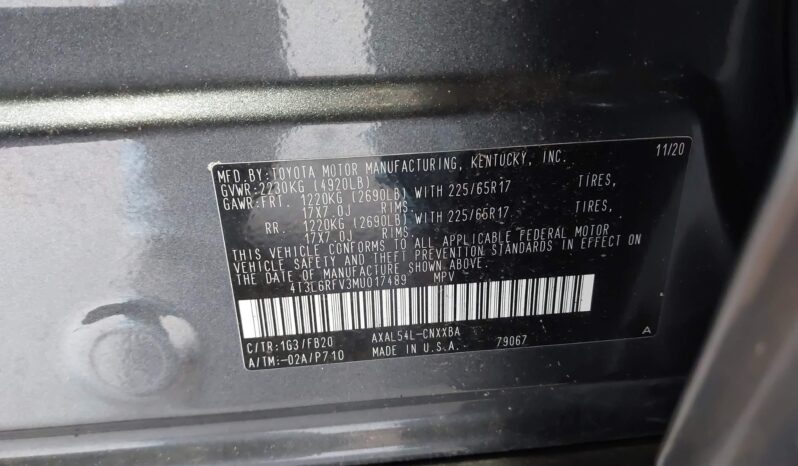 MFD.BY:TOYOTA MOTOR MANUFACTURING, KENTUCKY, INC. 11/20
GVWR:2230KG (4920LB)
GAWR:FRT. 1220KG (2690LB) WITH 225/65R17 TIRES,
17X7.0J RIMS
RR. 1220KG (2690LB) WITH 225/65R17 TIRES,
17X7.0J RIMS
THIS VEHICLE CONFORMS TO ALL APPLICABLE FEDERAL MOTOR
VEHICLE SAFETY AND THEFT PREVENTION STANDARDS IN EFFECT ON
THE DATE OF MANUFACTURE SHOWN ABOVE.
4T3L6RFV3MU017489 MPV
C/TR:1G3/FB20 AXAL54L-CNXXBA A
A/TM:-02A/P710 MADE IN U.S.A. 79067